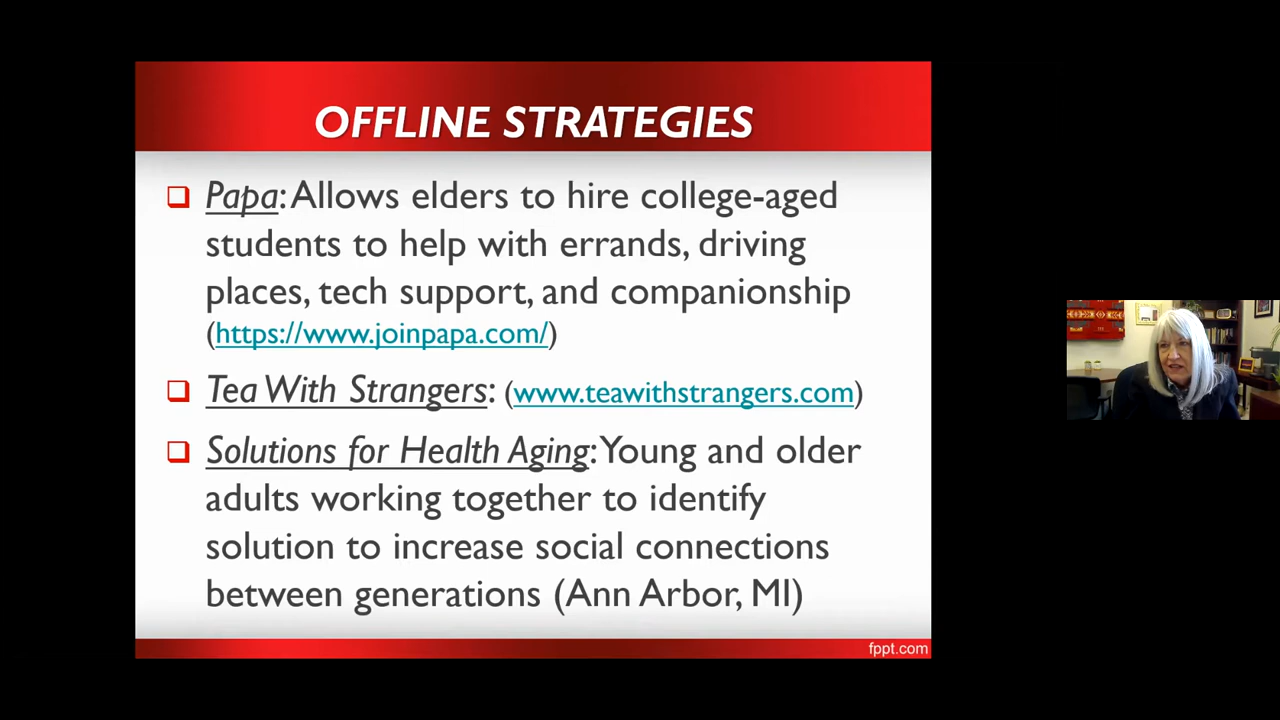 OFFLINE STRATEGIES
Papa: Allows elders to hire college-aged
students to help with errands, driving
places, tech support, and companionship
(https://www.joinpapa.com/)
Tea With Strangers: (www.teawithstrangers.com)
Solutions for Health Aging: Young and older
adults working together to identify
solution to increase social connections
between generations (Ann Arbor, MI)
fppt.com